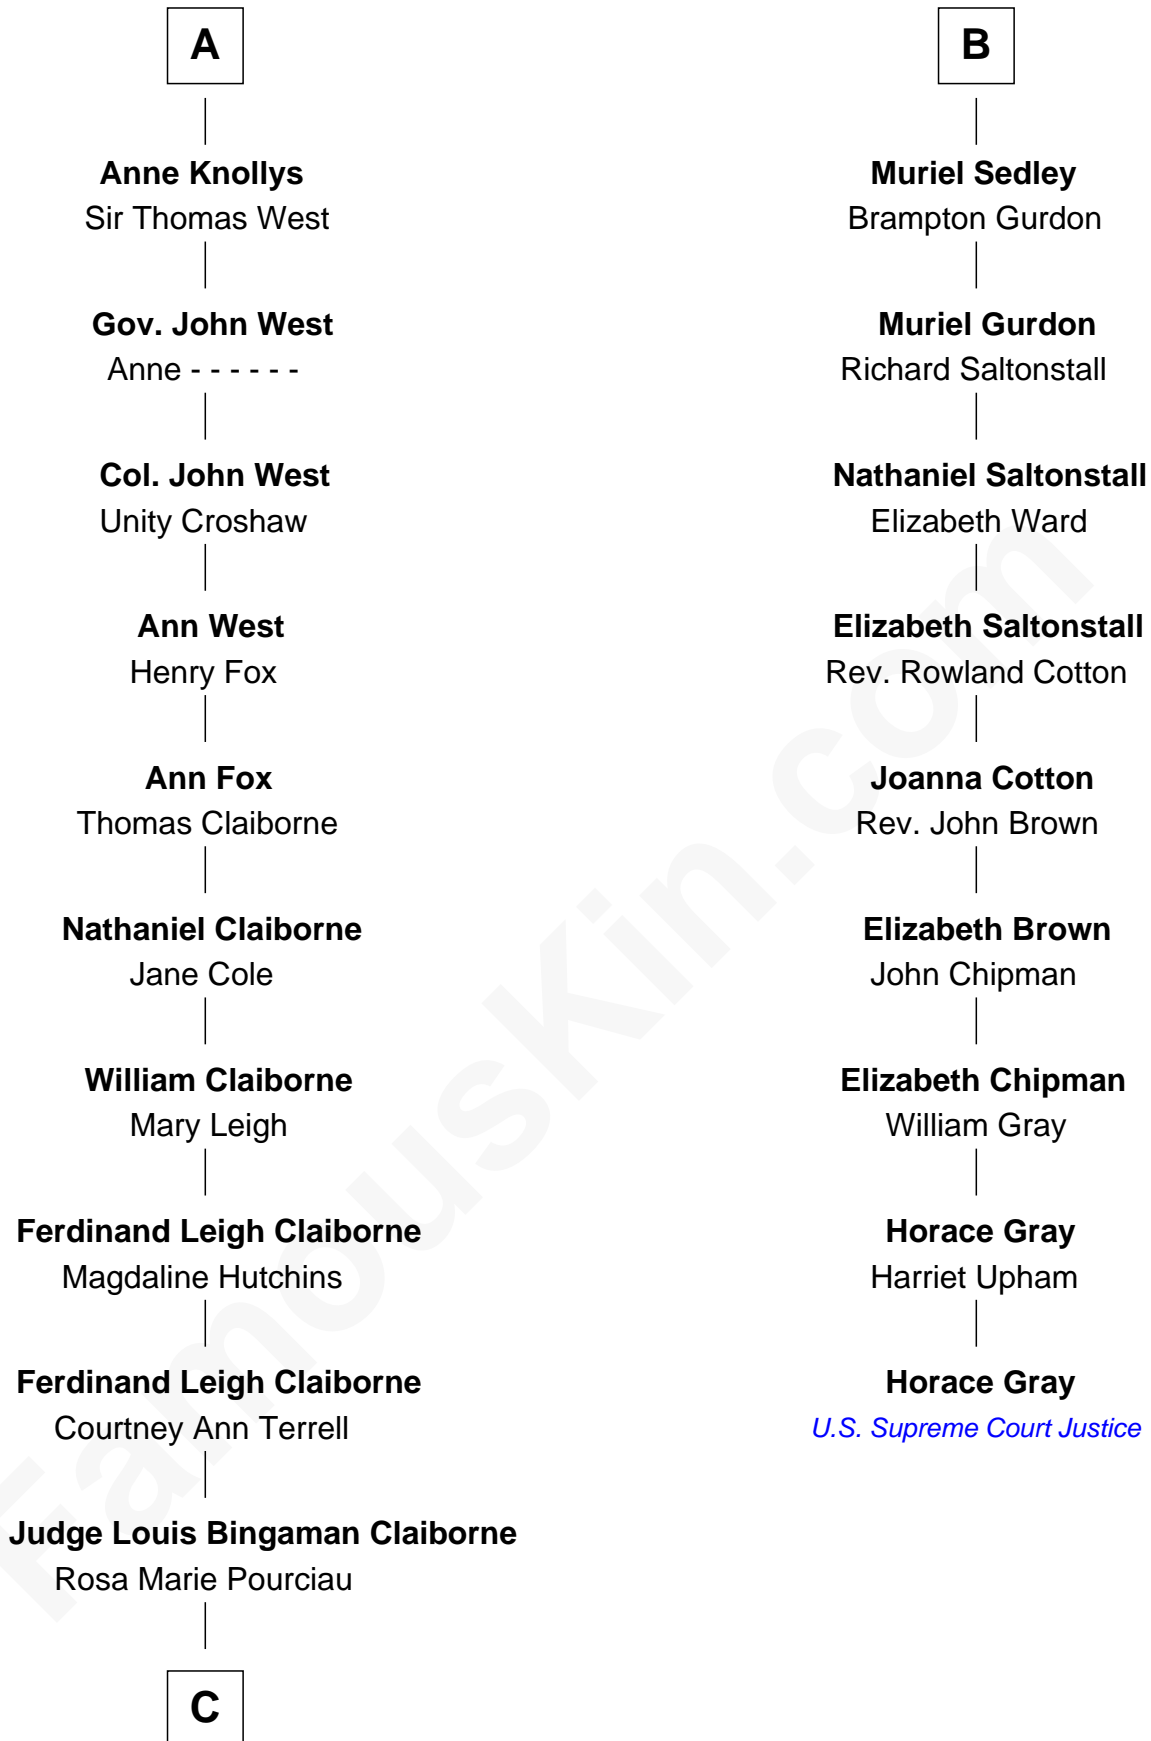 A
Anne Knollys
Sir Thomas West
Gov. John West
Anne - - - - - -
Col. John West
Unity Croshaw
Ann West
Henry Fox
Ann Fox
Thomas Claiborne
Nathaniel Claiborne
Jane Cole
William Claiborne
Mary Leigh
Ferdinand Leigh Claiborne
Magdaline Hutchins
Ferdinand Leigh Claiborne
Courtney Ann Terrell
Judge Louis Bingaman Claiborne
Rosa Marie Pourciau
C
B
Muriel Sedley
Brampton Gurdon
Muriel Gurdon
Richard Saltonstall
Nathaniel Saltonstall
Elizabeth Ward
Elizabeth Saltonstall
Rev. Rowland Cotton
Joanna Cotton
Rev. John Brown
Elizabeth Brown
John Chipman
Elizabeth Chipman
William Gray
Horace Gray
Harriet Upham
Horace Gray
U.S. Supreme Court Justice
FamousKin.com